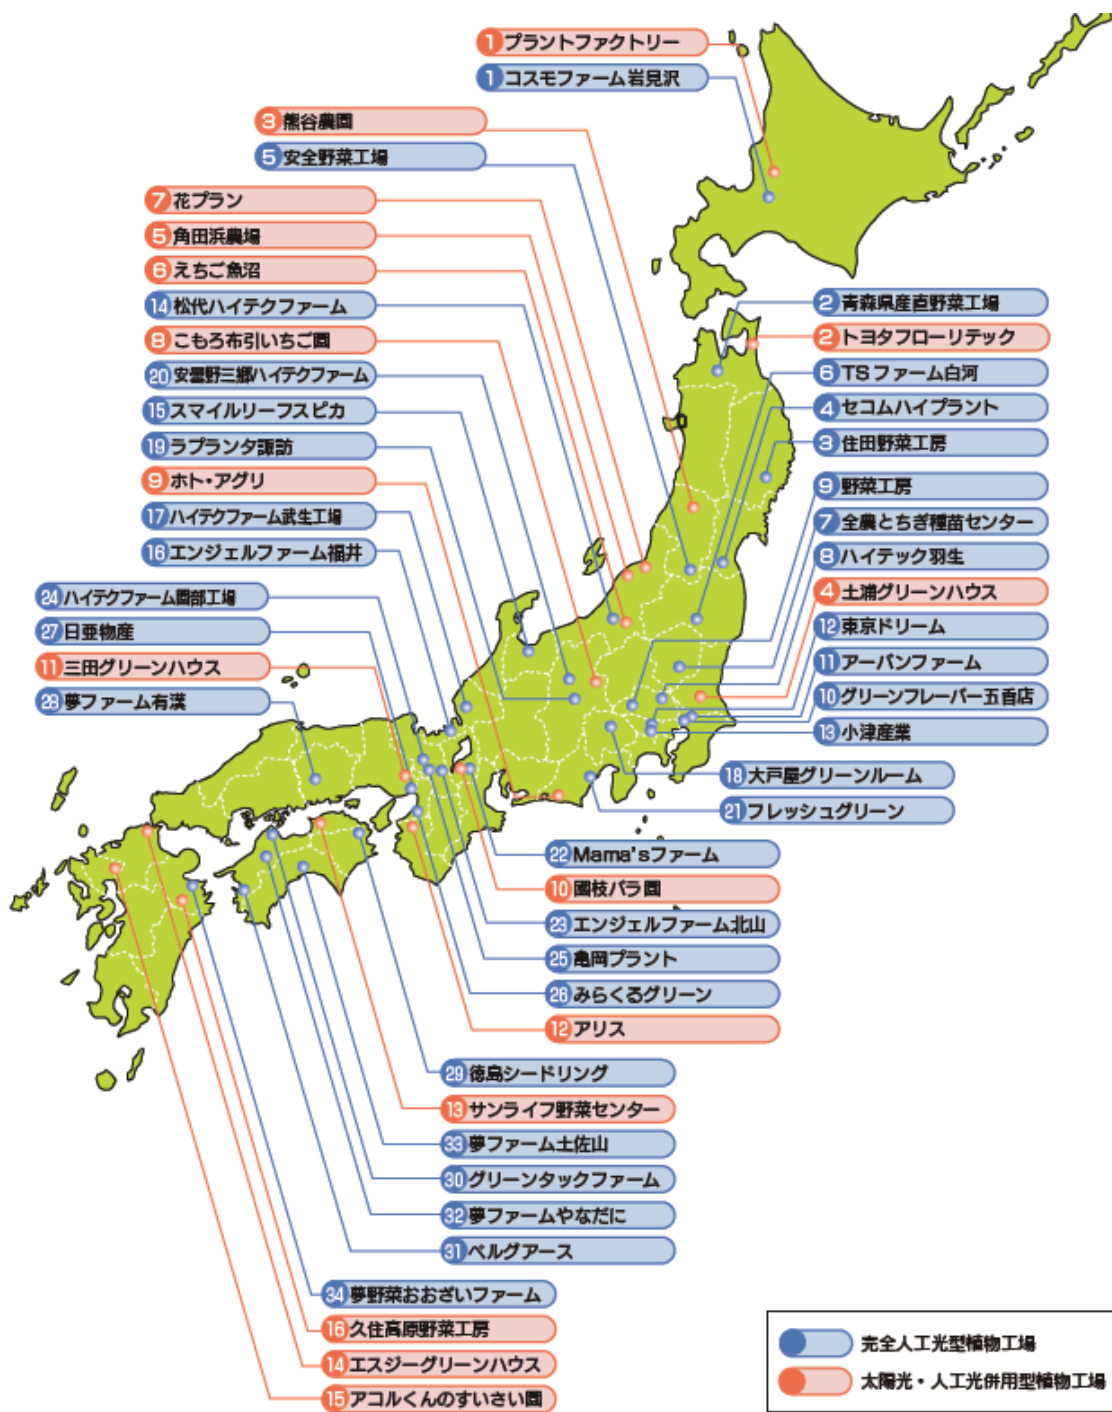 1 プラントファクトリー
1 コスモファーム岩見沢
3 熊谷農園
5 安全野菜工場
7 花プラン
5 角田浜農場
6 えちご魚沼
14 松代ハイテクファーム
8 こもろ布引いちご園
20 安曇野三郷ハイテクファーム
15 スマイルリーフスピカ
19 ラプランタ諏訪
9 ホト・アグリ
17 ハイテクファーム武生工場
16 エンジェルファーム福井
24 ハイテクファーム園部工場
27 日亜物産
11 三田グリーンハウス
28 夢ファーム有漢
2 青森県産直野菜工場
2 トヨタフローリテック
6 TSファーム白河
4 セコムハイプラント
3 住田野菜工房
9 野菜工房
7 全農とちぎ種苗センター
8 ハイテック羽生
4 土浦グリーンハウス
12 東京ドリーム
11 アーバンファーム
10 グリーンフレーバー五香店
13 小津産業
18 大戸屋グリーンルーム
21 フレッシュグリーン
22 Mama'sファーム
10 國枝バラ園
23 エンジェルファーム北山
25 亀岡プラント
26 みらくるグリーン
12 アリス
29 徳島シードリング
13 サンライフ野菜センター
33 夢ファーム土佐山
30 グリーンタックファーム
32 夢ファームやなだに
31 ベルグアース
34 夢野菜おおざいファーム
16 久住高原野菜工房
14 エスジーグリーンハウス
15 アコルくんのすいさい園
完全人工光型植物工場
太陽光・人工光併用型植物工場